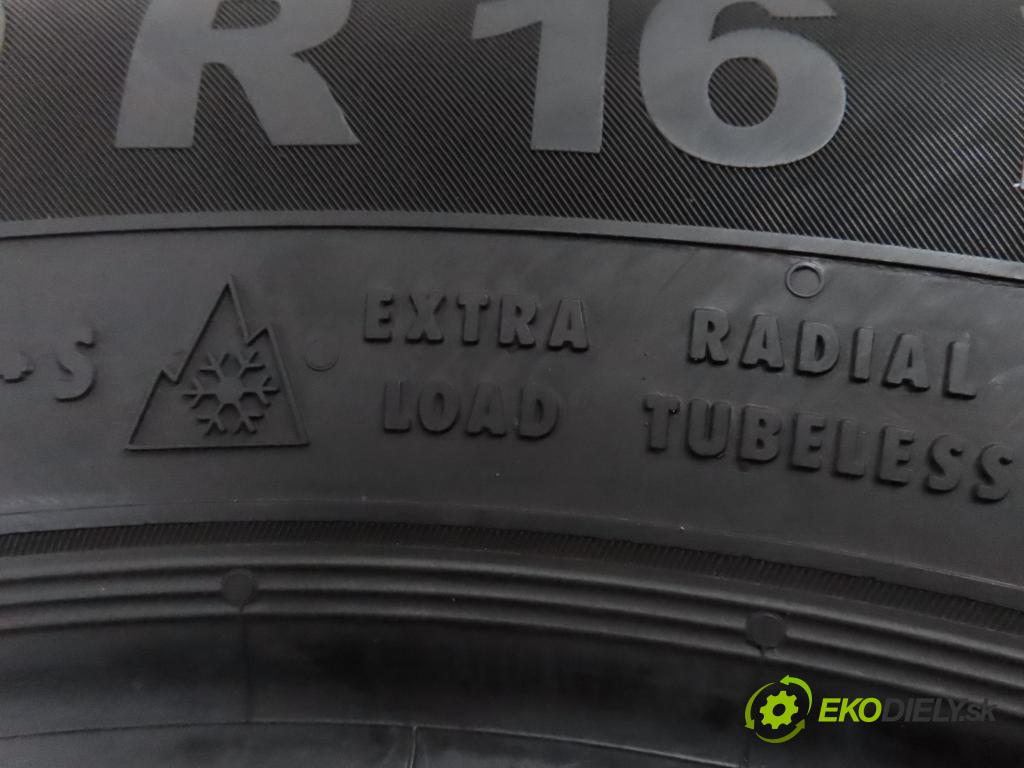 R 16
+S
EXTRA
LOAD
RADIAL
TUBELESS
EKODIELY.sk